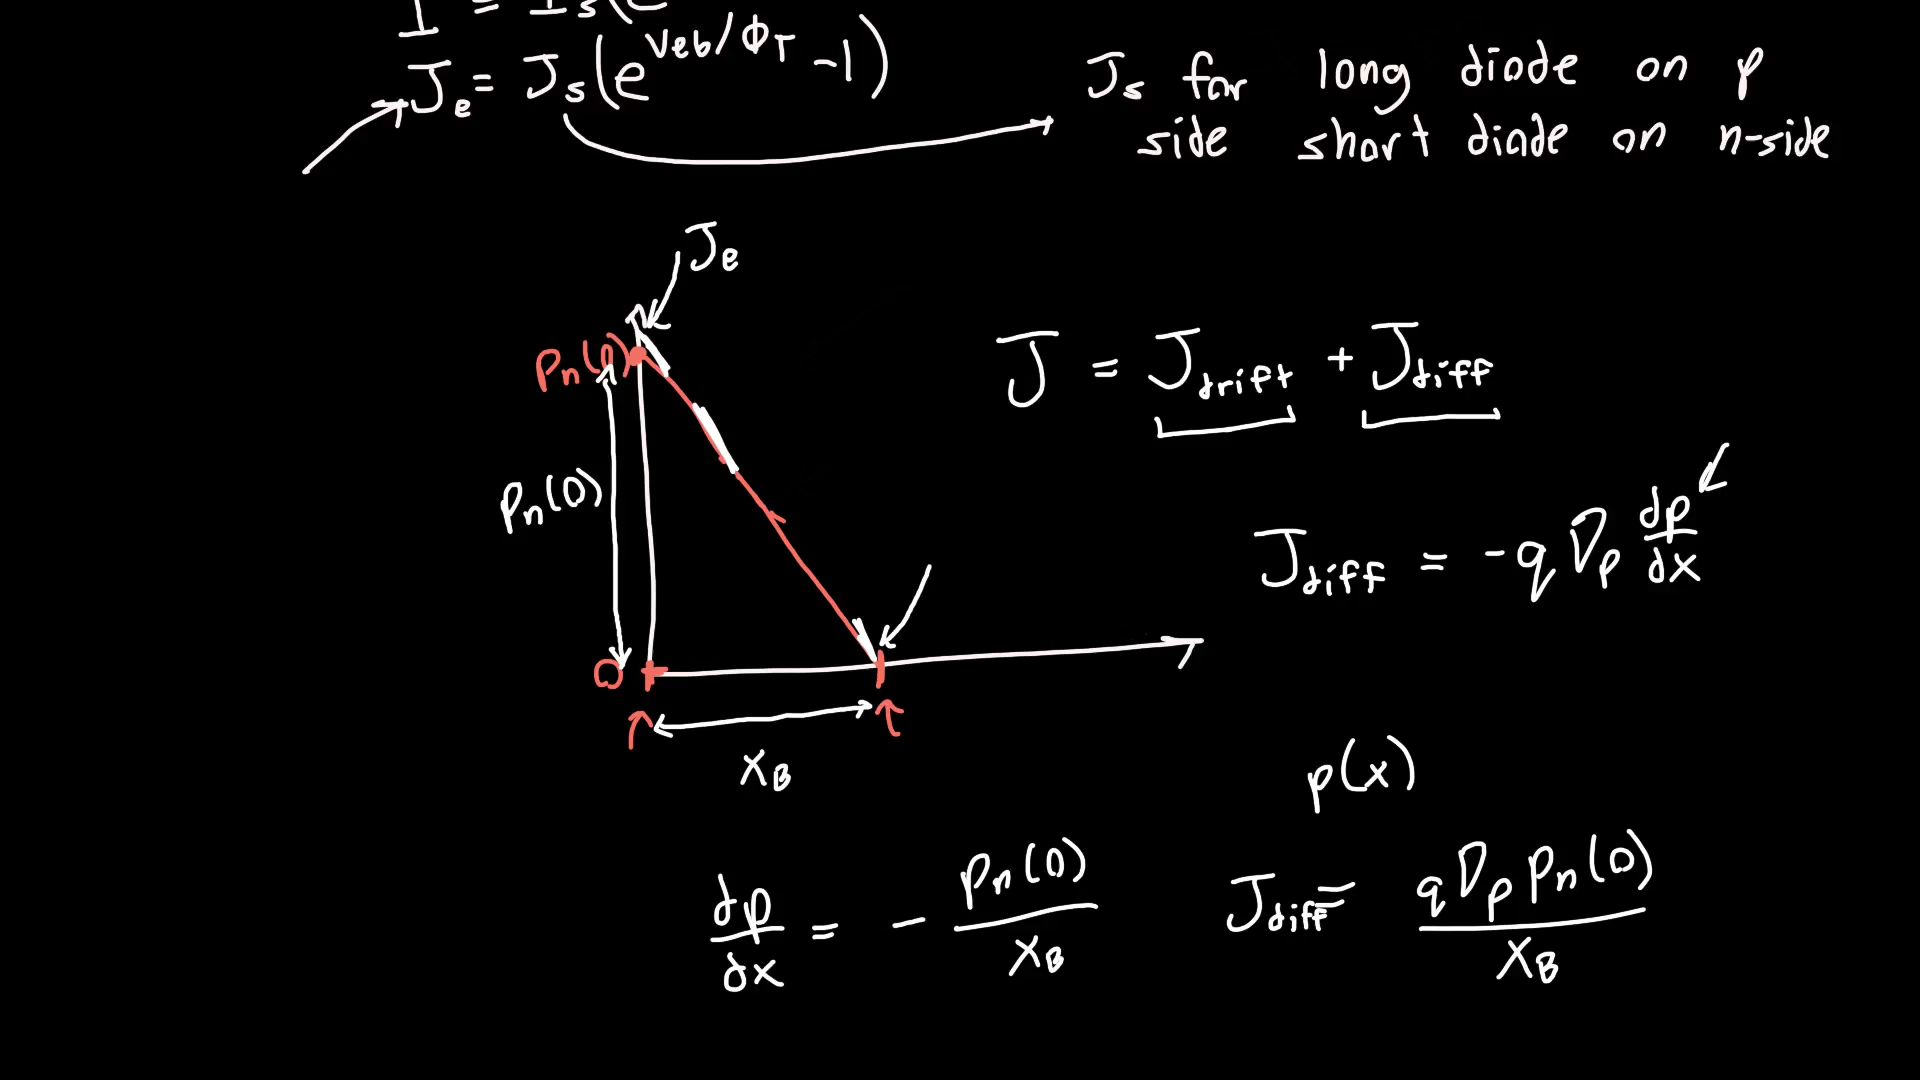 I = Is(e
Je = Js(e^Veb/ϕT -1)
Js for long diode on p
side short diode on n-side
Je
Pn(0)
J = Jdrift + Jdiff
Pn(0)
Jdiff = -q Dp dp/dx
0
xB
p(x)
dp/dx = - Pn(0)/xB
Jdiff = q Dp Pn(0)/xB